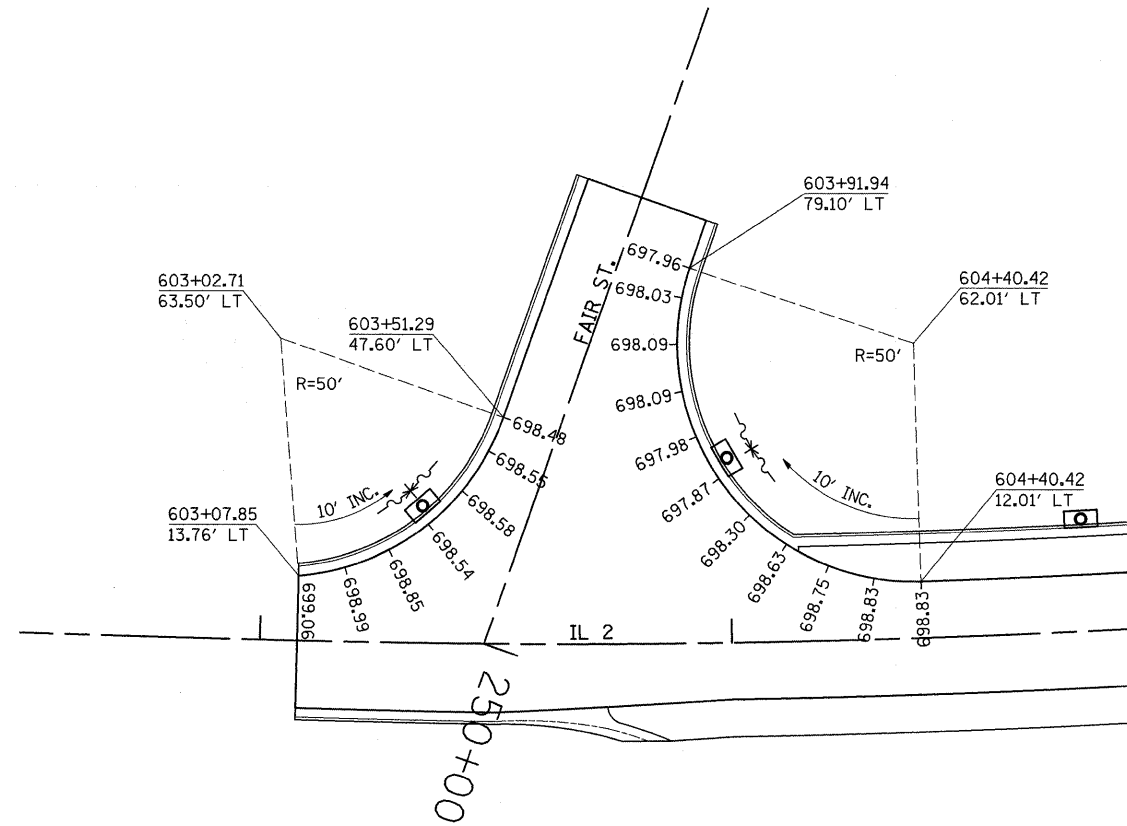 603+91.94
79.10' LT
603+02.71
63.50' LT
604+40.42
62.01' LT
603+51.29
47.60' LT
FAIR ST.
R=50'
R=50'
697.96
698.03
698.09
698.09
697.98
697.87
698.30
698.63
698.75
698.83
698.83
698.48
698.55
698.58
698.54
698.85
698.99
699.06
10' INC.
10' INC.
603+07.85
13.76' LT
604+40.42
12.01' LT
IL 2
250+00